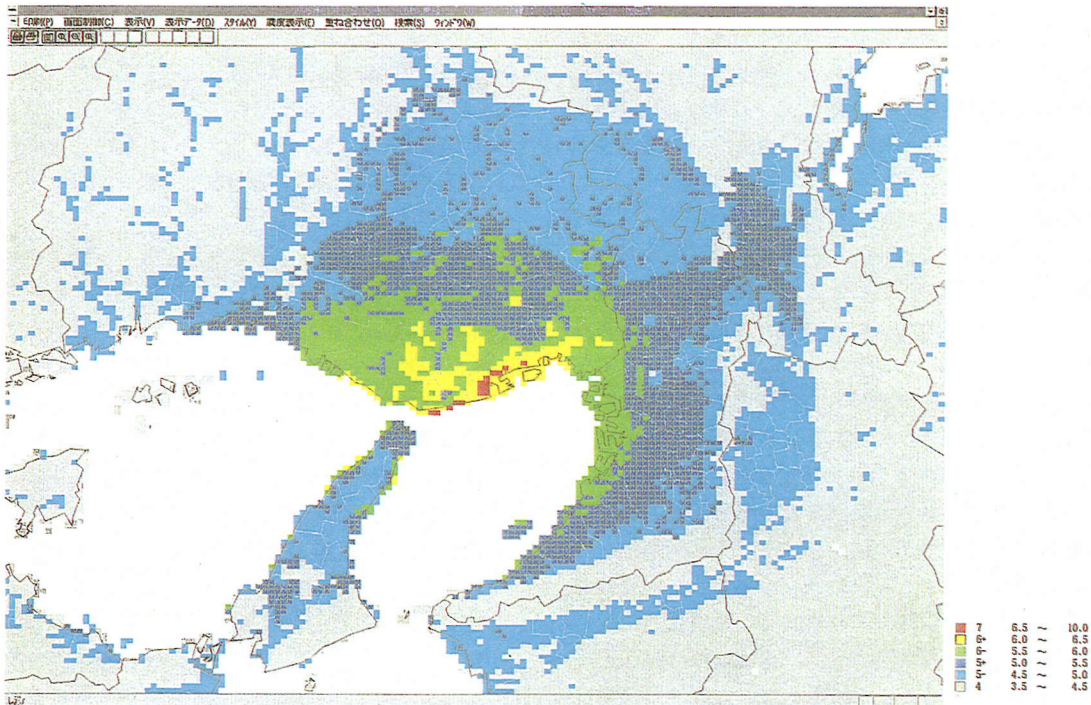 印刷(P) 画面制御(C) 表示(V) 表示データ(D) スタイル(Y) 震度表示(E) 重ね合わせ(O) 検索(S) ウィンドウ(W)
7 6.5 ~ 10.0
6+ 6.0 ~ 6.5
6- 5.5 ~ 6.0
5+ 5.0 ~ 5.5
5- 4.5 ~ 5.0
4 3.5 ~ 4.5